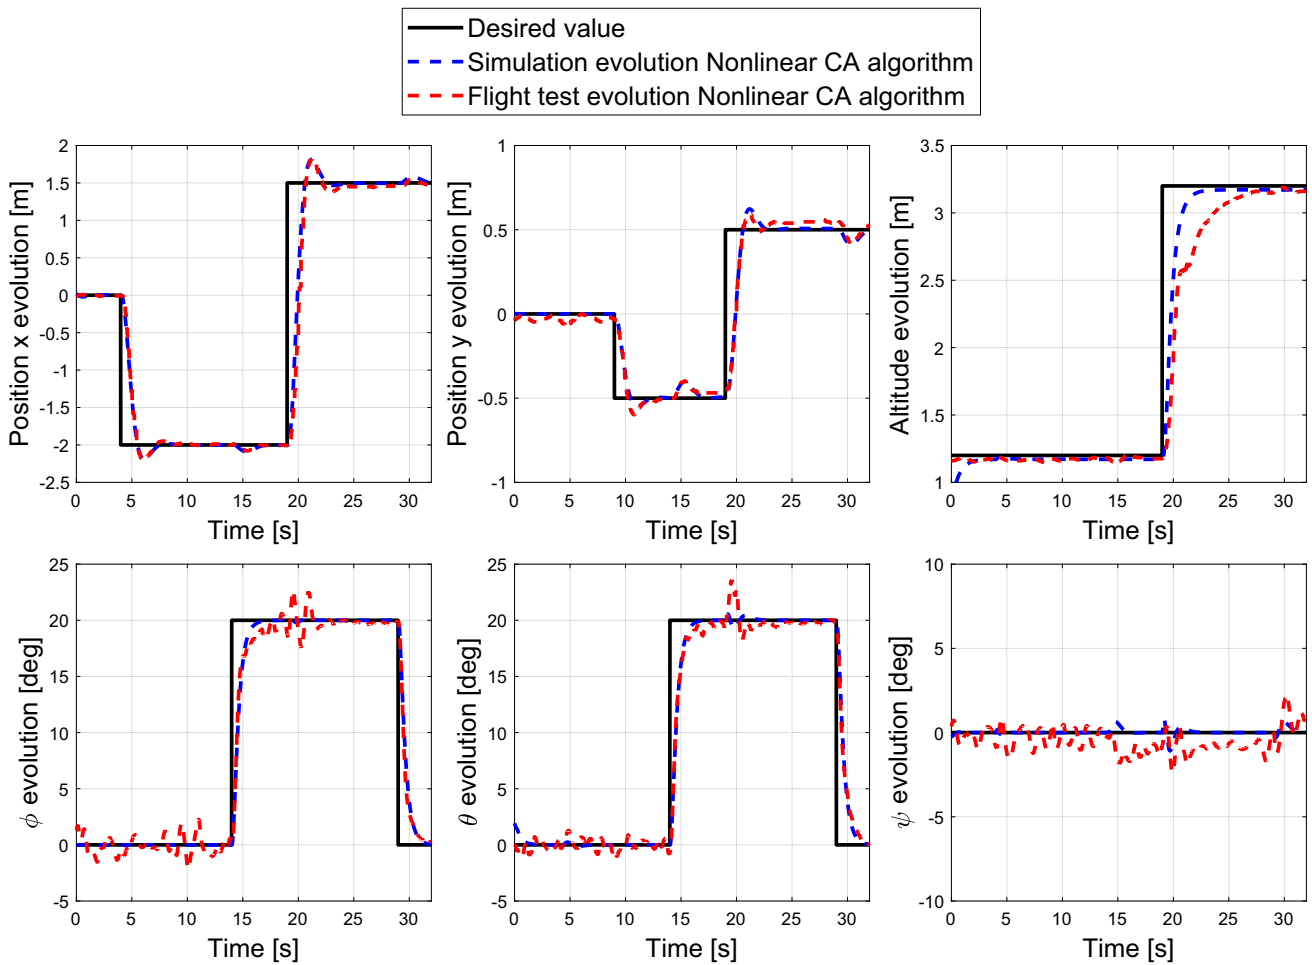 Desired value
Simulation evolution Nonlinear CA algorithm
Flight test evolution Nonlinear CA algorithm
Position x evolution [m]
2
1.5
1
0.5
0
-0.5
-1
-1.5
-2
-2.5
0 5 10 15 20 25 30
Time [s]
Position y evolution [m]
1
0.5
0
-0.5
-1
0 5 10 15 20 25 30
Time [s]
Altitude evolution [m]
3.5
3
2.5
2
1.5
1
0 5 10 15 20 25 30
Time [s]
ϕ evolution [deg]
25
20
15
10
5
0
-5
0 5 10 15 20 25 30
Time [s]
θ evolution [deg]
25
20
15
10
5
0
-5
0 5 10 15 20 25 30
Time [s]
ψ evolution [deg]
10
5
0
-5
-10
0 5 10 15 20 25 30
Time [s]